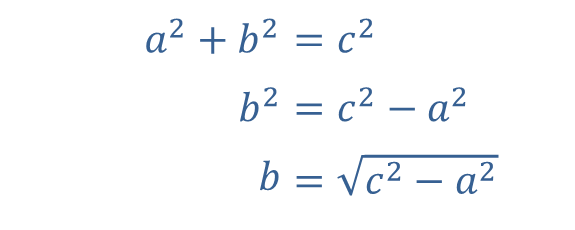 a² + b² = c²
b² = c² − a²
b = √(c² − a²)